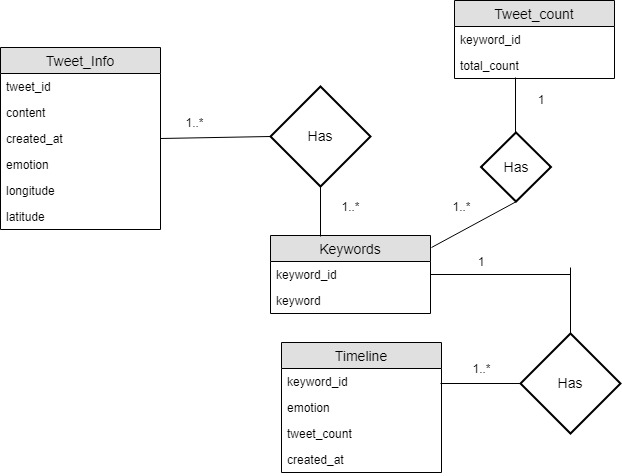 Tweet_count
keyword_id
total_count
Tweet_Info
tweet_id
content
created_at
emotion
longitude
latitude
1..*
Has
1..*
1
Has
1..*
Keywords
keyword_id
keyword
1
Timeline
keyword_id
emotion
tweet_count
created_at
1..*
Has